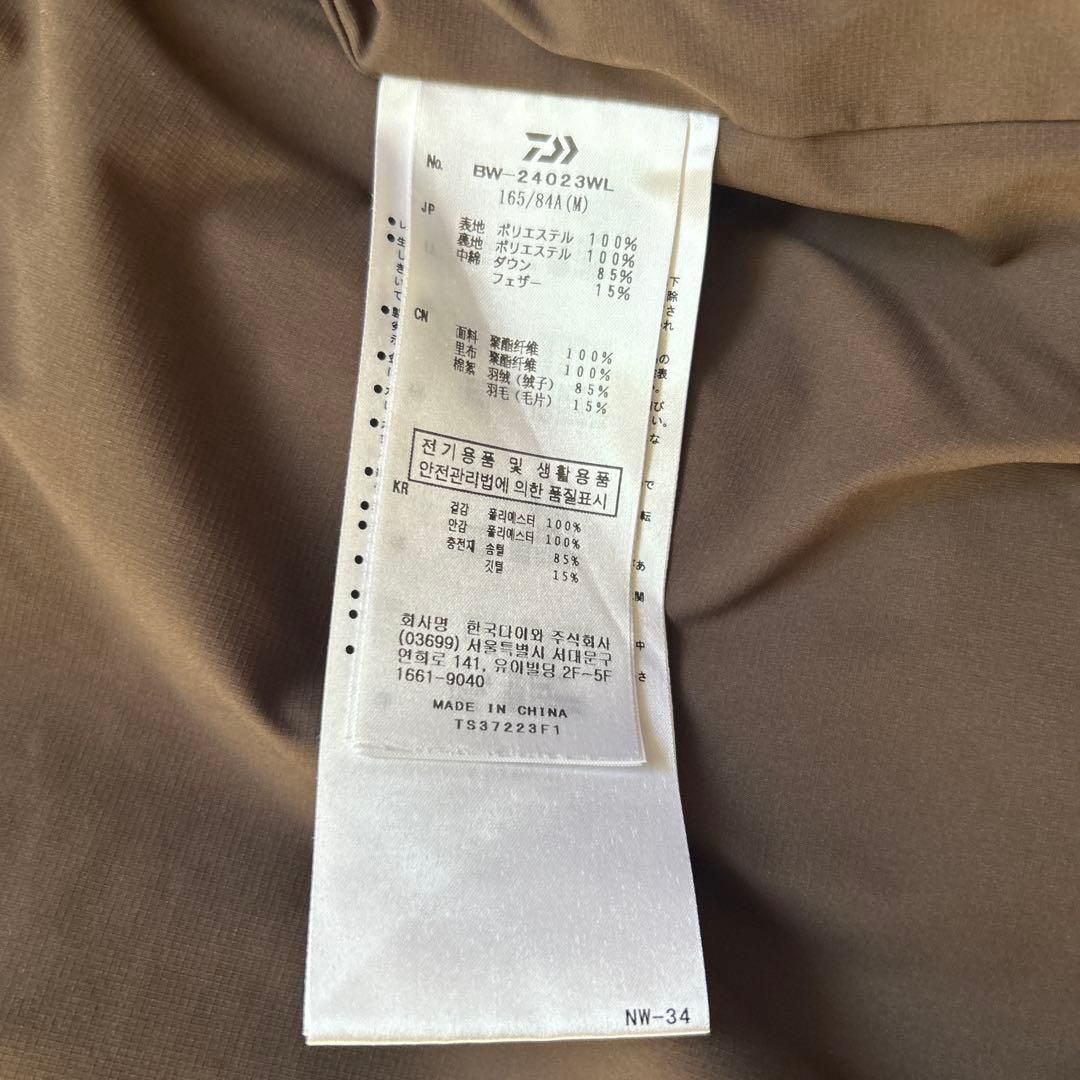 No. BW-24023WL
165/84A(M)
JP
表地 ポリエステル 100%
裏地 ポリエステル 100%
中綿 ダウン 85%
フェザー 15%
CN
面料 聚酯纤维 100%
里布 聚酯纤维 100%
棉絮 羽绒(绒子) 85%
羽毛(毛片) 15%
전기용품 및 생활용품
안전관리법에 의한 품질표시
KR
겉감 폴리에스터 100%
안감 폴리에스터 100%
충전재 솜털 85%
깃털 15%
회사명 한국다이와 주식회사
(03699) 서울특별시 서대문구
연희로 141, 유아빌딩 2F~5F
1661-9040
MADE IN CHINA
TS37223F1
NW-34